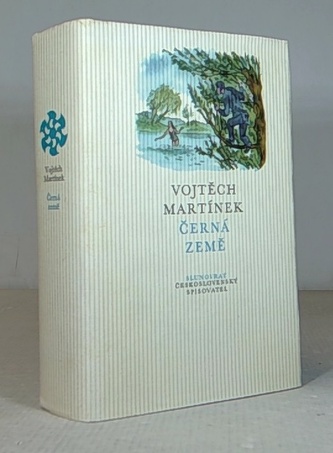 Vojtěch
Martínek
Černá
země
VOJTĚCH
MARTÍNEK
ČERNÁ
ZEMĚ
SLUNOVRAT
ČESKOSLOVENSKÝ
SPISOVATEL